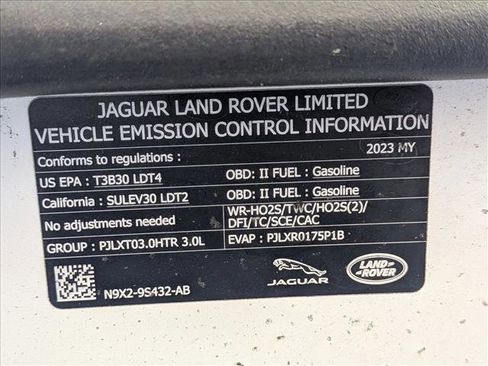 JAGUAR LAND ROVER LIMITED
VEHICLE EMISSION CONTROL INFORMATION
Conforms to regulations:
2023 MY
US EPA : T3B30 LDT4
OBD: II FUEL : Gasoline
California : SULEV30 LDT2
OBD: II FUEL : Gasoline
No adjustments needed
WR-HO2S/TWC/HO2S(2)/
DFI/TC/SCE/CAC
GROUP : PJLXT03.0HTR 3.0L
EVAP : PJLXR0175P1B
N9X2-9S432-AB
JAGUAR
LAND
ROVER